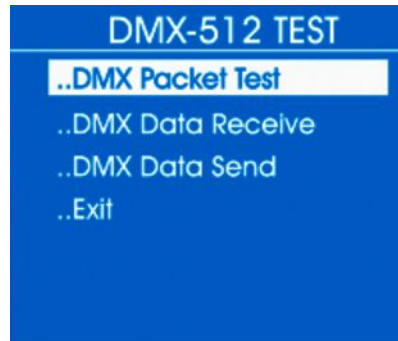 DMX-512 TEST
..DMX Packet Test
..DMX Data Receive
..DMX Data Send
..Exit